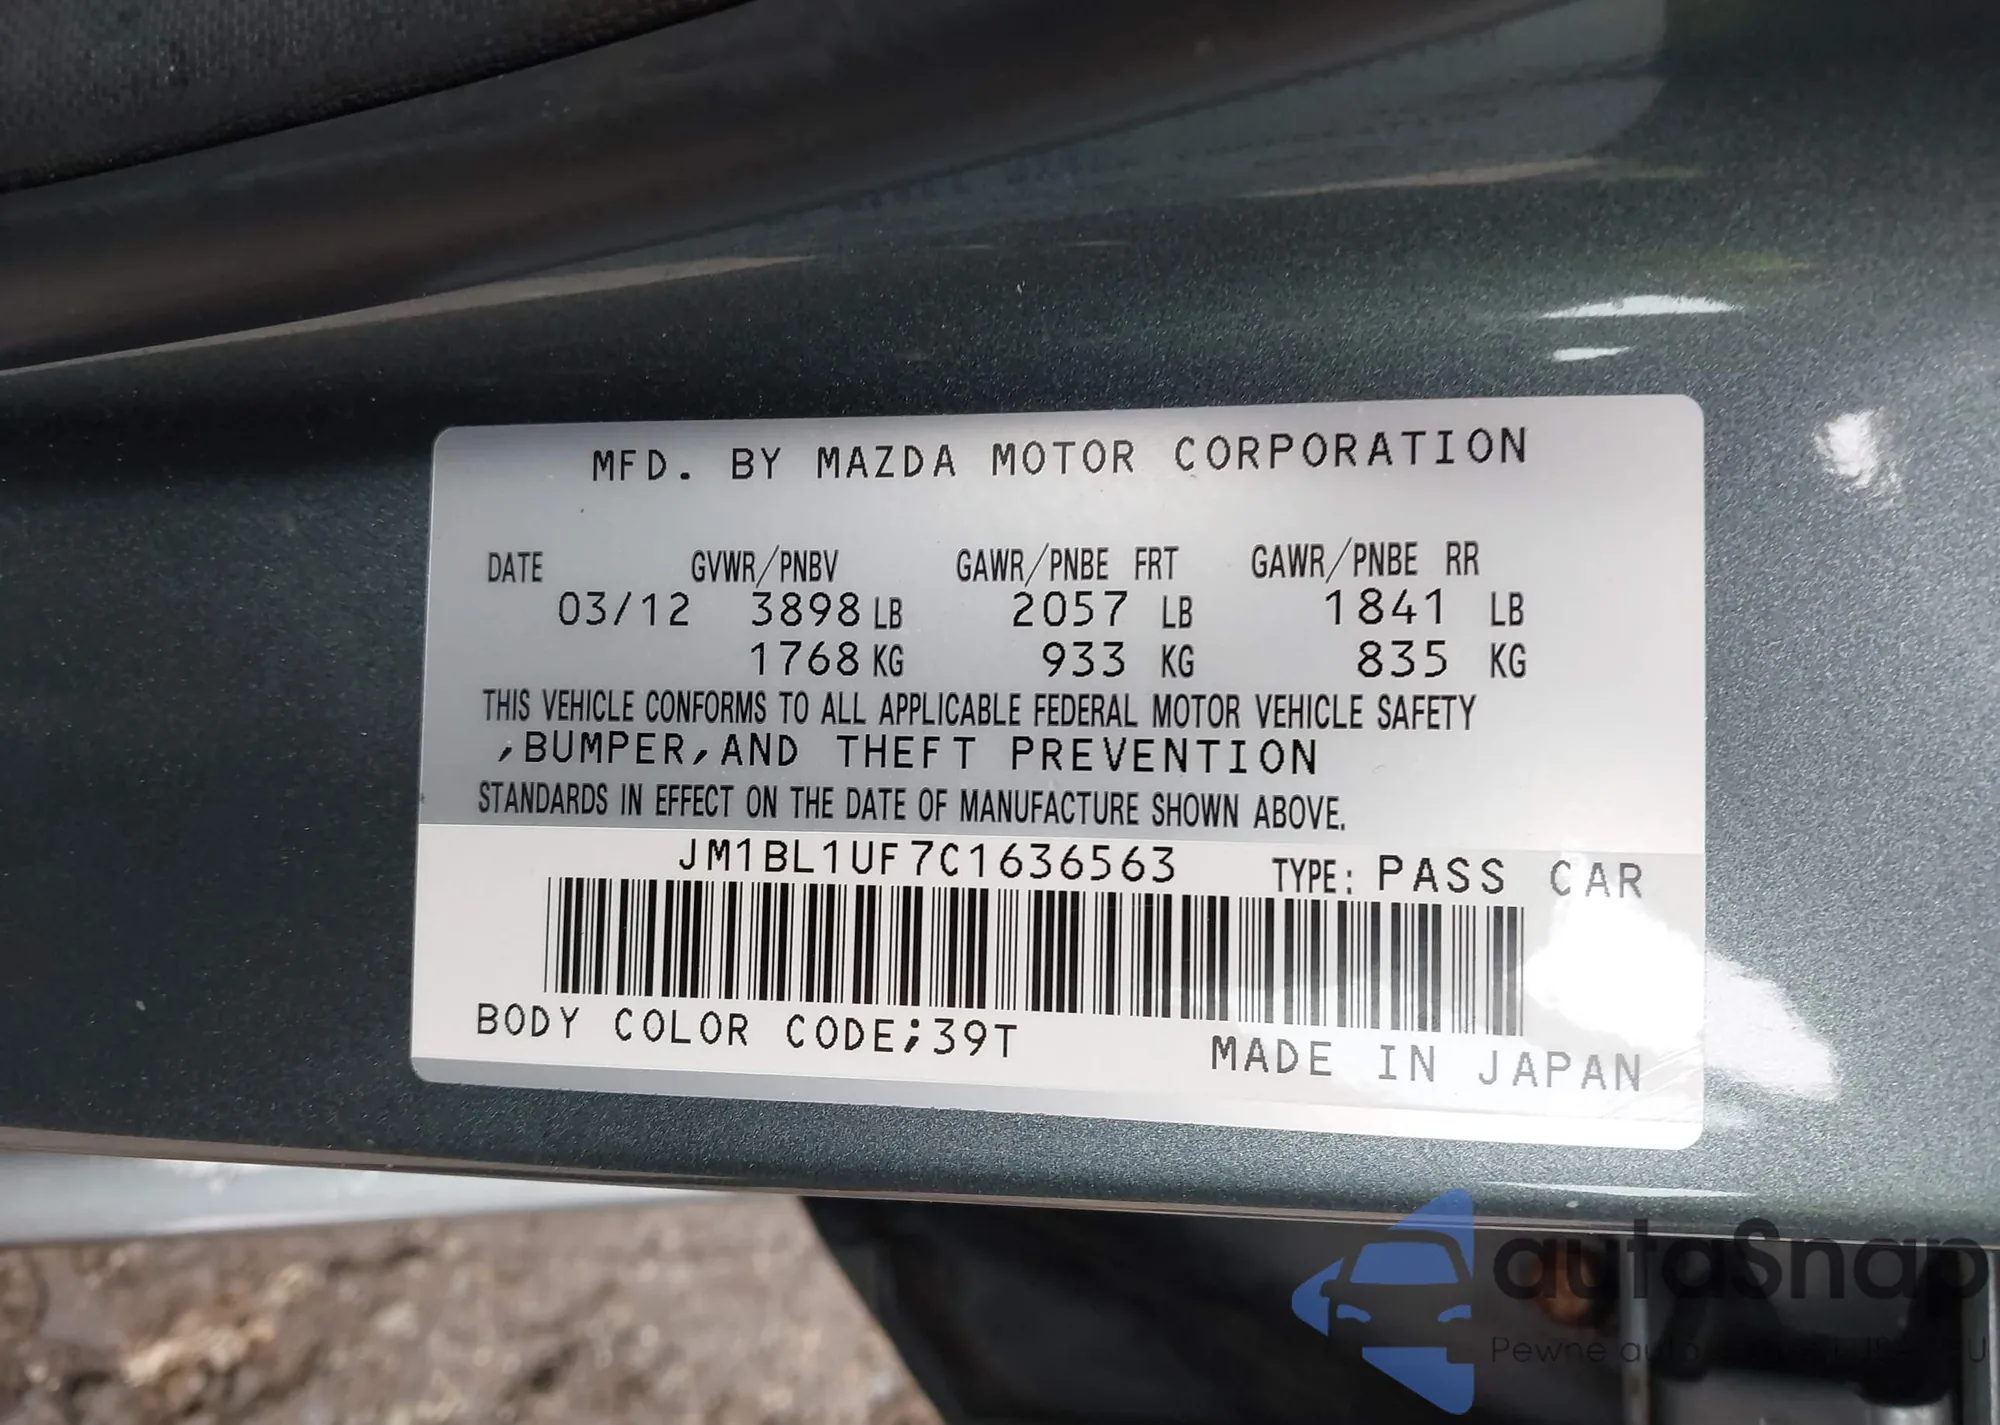 MFD. BY MAZDA MOTOR CORPORATION
DATE GVWR/PNBV GAWR/PNBE FRT GAWR/PNBE RR
03/12 3898 LB 2057 LB 1841 LB
1768 KG 933 KG 835 KG
THIS VEHICLE CONFORMS TO ALL APPLICABLE FEDERAL MOTOR VEHICLE SAFETY
,BUMPER,AND THEFT PREVENTION
STANDARDS IN EFFECT ON THE DATE OF MANUFACTURE SHOWN ABOVE.
JM1BL1UF7C1636563 TYPE: PASS CAR
BODY COLOR CODE;39T MADE IN JAPAN
autoSnap
Pewne auta